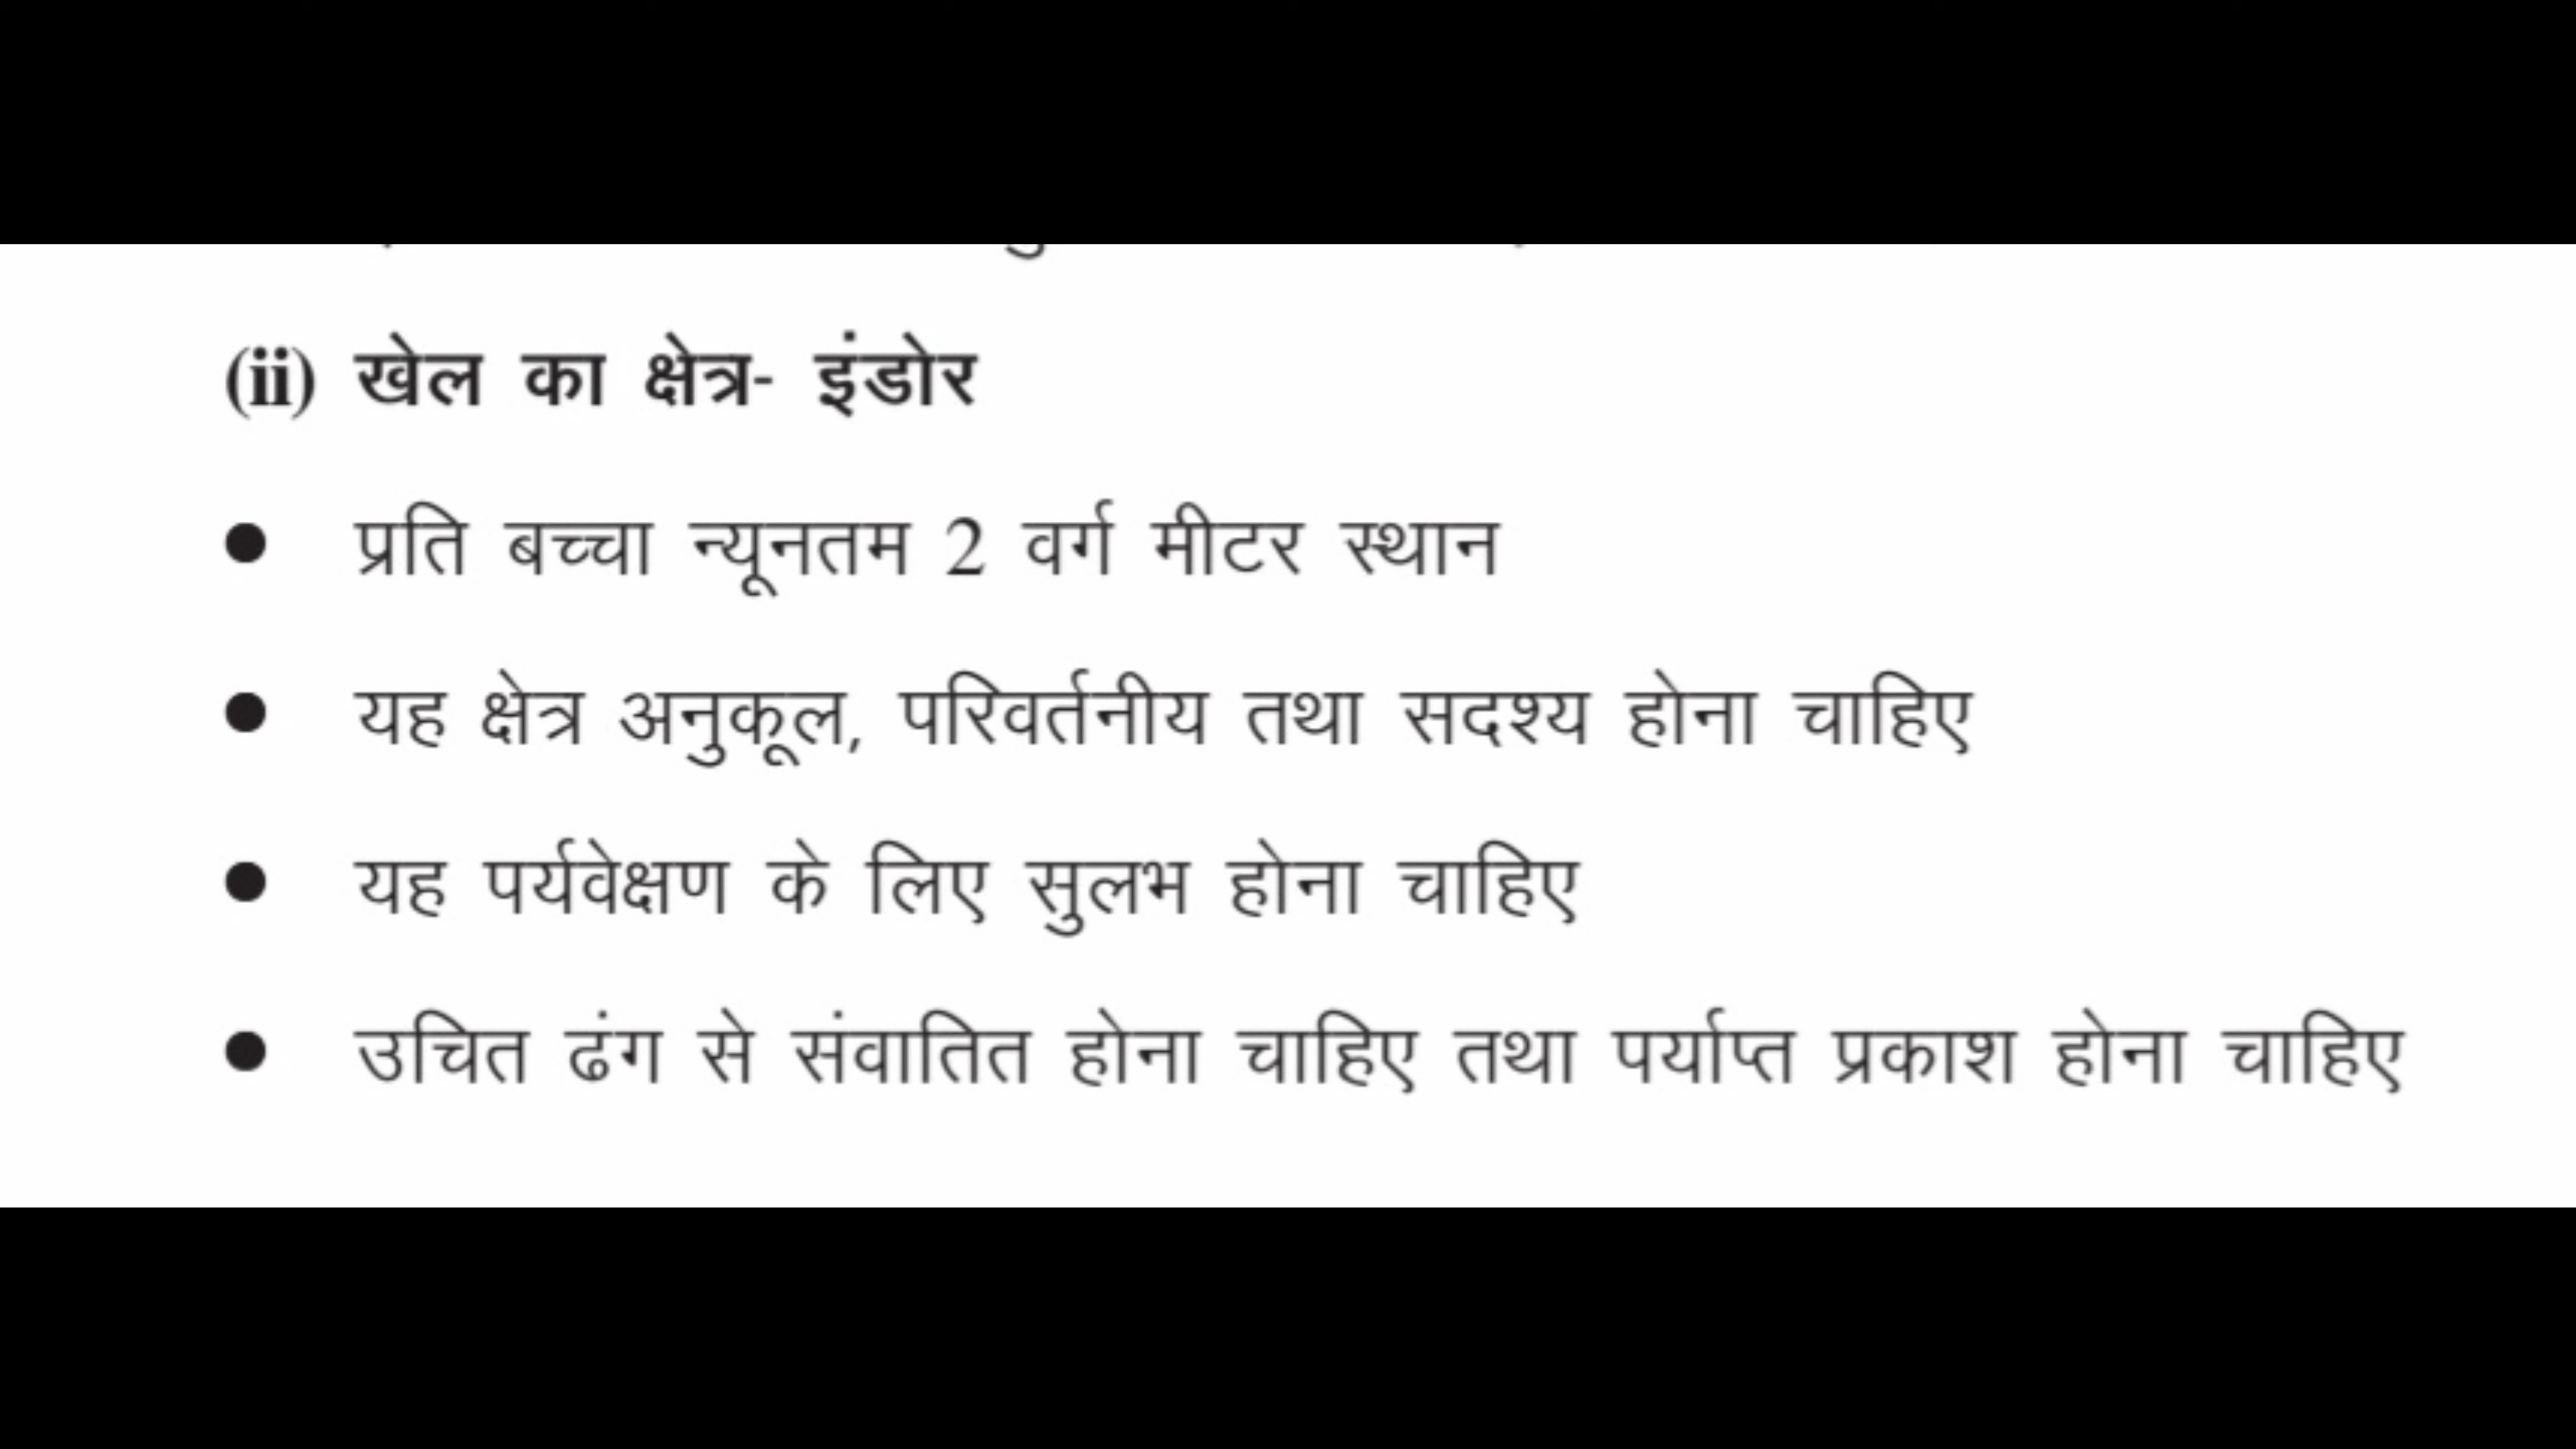 (ii) खेल का क्षेत्र- इंडोर
● प्रति बच्चा न्यूनतम 2 वर्ग मीटर स्थान
● यह क्षेत्र अनुकूल, परिवर्तनीय तथा सदश्य होना चाहिए
● यह पर्यवेक्षण के लिए सुलभ होना चाहिए
● उचित ढंग से संवातित होना चाहिए तथा पर्याप्त प्रकाश होना चाहिए